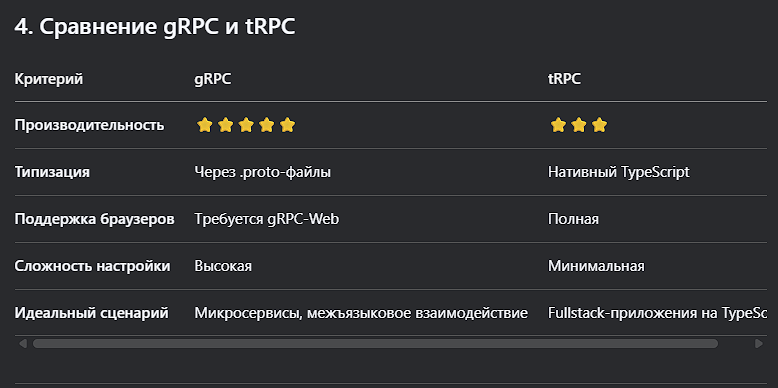 4. Сравнение gRPC и tRPC
Критерий gRPC tRPC
Производительность ⭐⭐⭐⭐⭐ ⭐⭐⭐
Типизация Через .proto-файлы Нативный TypeScript
Поддержка браузеров Требуется gRPC-Web Полная
Сложность настройки Высокая Минимальная
Идеальный сценарий Микросервисы, межъязыковое взаимодействие Fullstack-приложения на TypeSc